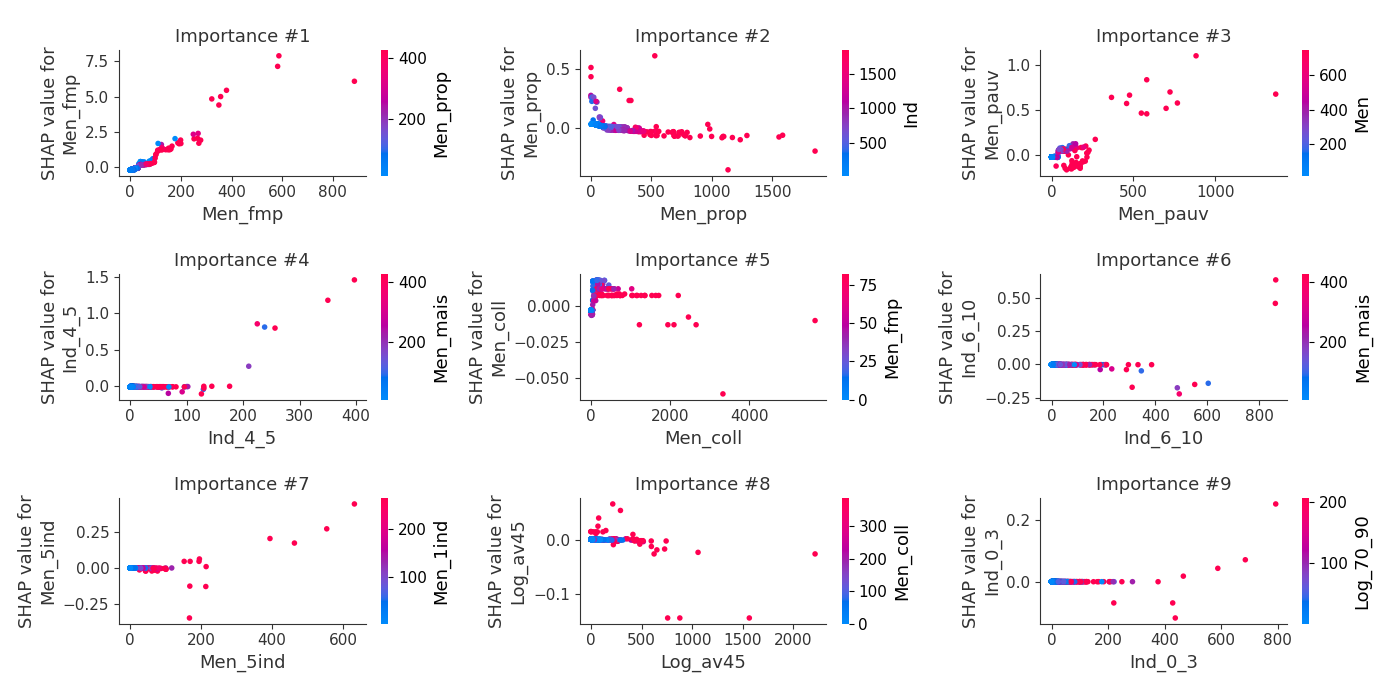 Importance #1
SHAP value for
Men_fmp
7.5
5.0
2.5
0.0
0
200
400
600
800
Men_fmp
400
200
Men_prop
Importance #2
SHAP value for
Men_prop
0.5
0.0
0
500
1000
1500
Men_prop
1500
1000
500
Ind
Importance #3
SHAP value for
Men_pauv
1.0
0.5
0.0
0
500
1000
Men_pauv
600
400
200
Men
Importance #4
SHAP value for
Ind_4_5
1.5
1.0
0.5
0.0
0
100
200
300
400
Ind_4_5
400
200
Men_mais
Importance #5
SHAP value for
Men_coll
0.000
−0.025
−0.050
0
2000
4000
Men_coll
75
50
25
0
Men_fmp
Importance #6
SHAP value for
Ind_6_10
0.50
0.25
0.00
−0.25
0
200
400
600
800
Ind_6_10
400
200
Men_mais
Importance #7
SHAP value for
Men_5ind
0.25
0.00
−0.25
0
200
400
600
Men_5ind
200
100
Men_1ind
Importance #8
SHAP value for
Log_av45
0.0
−0.1
0
500
1000
1500
2000
Log_av45
300
200
100
0
Men_coll
Importance #9
SHAP value for
Ind_0_3
0.2
0.0
0
200
400
600
800
Ind_0_3
200
100
Log_70_90